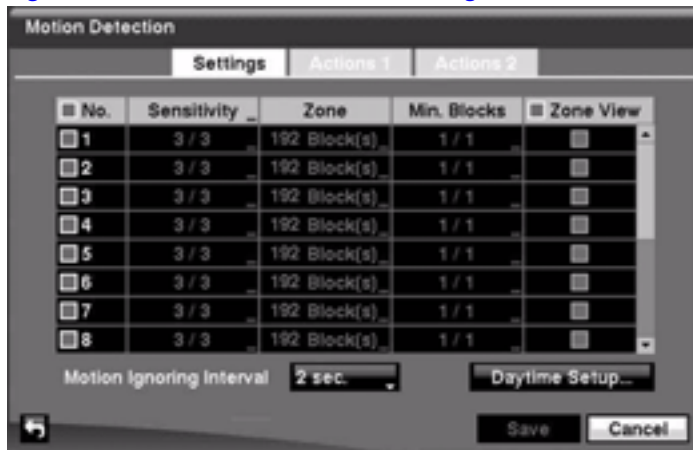 Motion Detection
Settings Actions 1 Actions 2
No. Sensitivity Zone Min. Blocks Zone View
1 3 / 3 192 Block(s) 1 / 1
2 3 / 3 192 Block(s) 1 / 1
3 3 / 3 192 Block(s) 1 / 1
4 3 / 3 192 Block(s) 1 / 1
5 3 / 3 192 Block(s) 1 / 1
6 3 / 3 192 Block(s) 1 / 1
7 3 / 3 192 Block(s) 1 / 1
8 3 / 3 192 Block(s) 1 / 1
Motion Ignoring Interval 2 sec. Daytime Setup...
Save Cancel